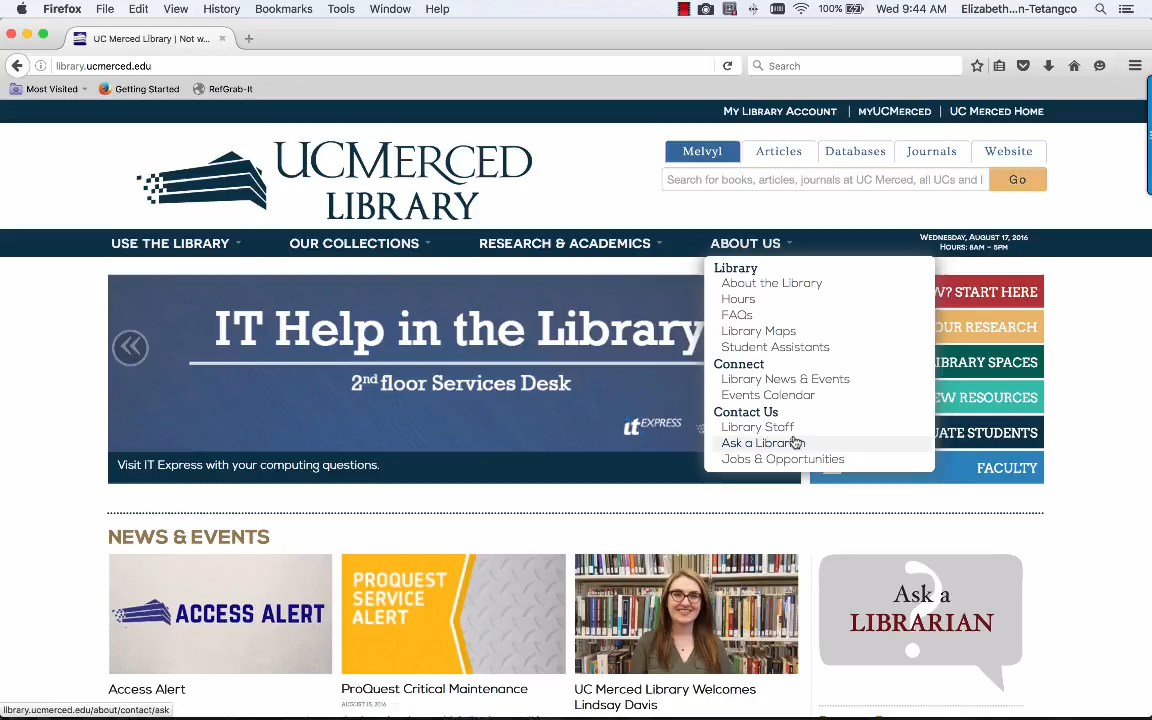 Firefox File Edit View History Bookmarks Tools Window Help 100% Wed 9:44 AM Elizabeth...n-Tetangco
UC Merced Library | Not w...
library.ucmerced.edu Search
Most Visited Getting Started RefGrab-It
MY LIBRARY ACCOUNT | MYUCMERCED | UC MERCED HOME
UCMERCED
LIBRARY
Melvyl Articles Databases Journals Website
Search for books, articles, journals at UC Merced, all UCs and l Go
USE THE LIBRARY OUR COLLECTIONS RESEARCH & ACADEMICS ABOUT US
WEDNESDAY, AUGUST 17, 2016
HOURS: 8AM – 5PM
Library
About the Library
Hours
FAQs
Library Maps
Student Assistants
Connect
Library News & Events
Events Calendar
Contact Us
Library Staff
Ask a Librarian
Jobs & Opportunities
IT Help in the Library
2nd floor Services Desk
it EXPRESS
Visit IT Express with your computing questions.
W? START HERE
OUR RESEARCH
IBRARY SPACES
EW RESOURCES
UATE STUDENTS
FACULTY
NEWS & EVENTS
ACCESS ALERT
PROQUEST
SERVICE
ALERT
Ask a
LIBRARIAN
?
Access Alert
ProQuest Critical Maintenance
AUGUST 15, 2016
UC Merced Library Welcomes
Lindsay Davis
library.ucmerced.edu/about/contact/ask